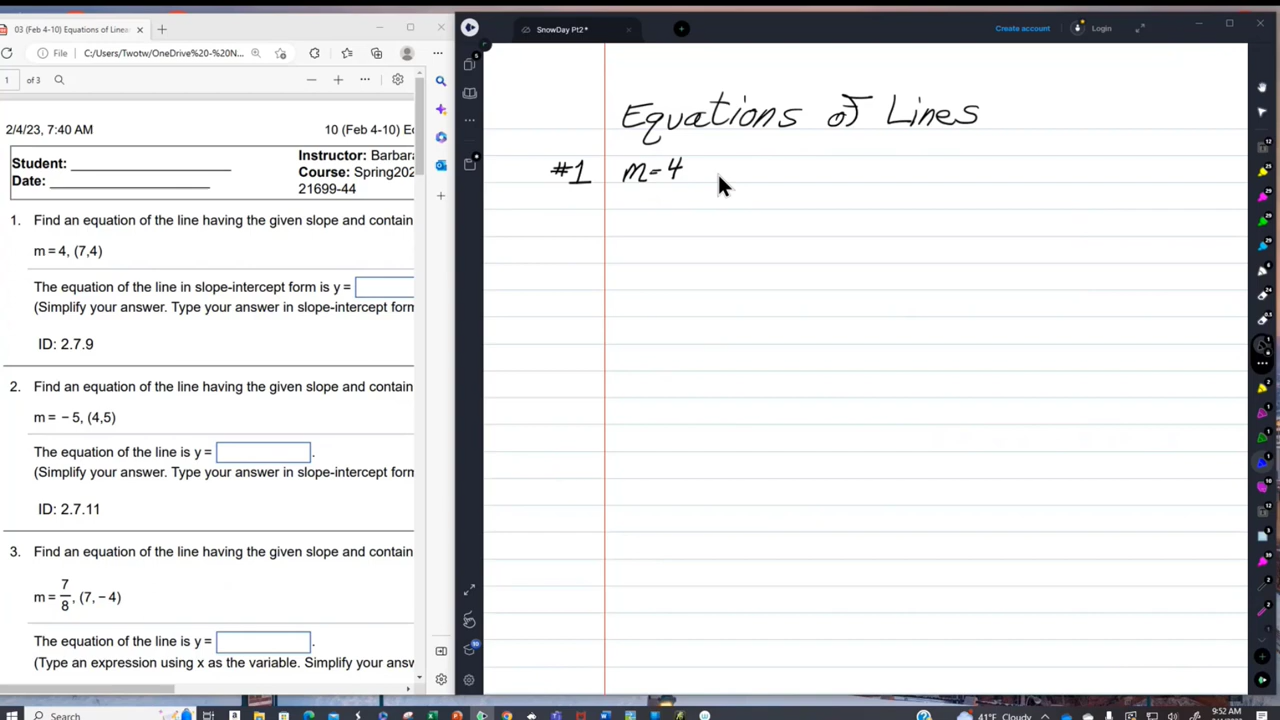 03 (Feb 4-10) Equations of Linea
SnowDay Pt2*
Create account
Login
File
C:/Users/Twotw/OneDrive%20-%20N...
1 of 3
2/4/23, 7:40 AM
10 (Feb 4-10) Ec
Student:
Date:
Instructor: Barbara
Course: Spring202
21699-44
1. Find an equation of the line having the given slope and contain
m = 4, (7,4)
The equation of the line in slope-intercept form is y =
(Simplify your answer. Type your answer in slope-intercept form
ID: 2.7.9
2. Find an equation of the line having the given slope and contain
m = − 5, (4,5)
The equation of the line is y = .
(Simplify your answer. Type your answer in slope-intercept form
ID: 2.7.11
3. Find an equation of the line having the given slope and contain
m = 7/8, (7, − 4)
The equation of the line is y = .
(Type an expression using x as the variable. Simplify your answ
Equations of Lines
#1 m=4
Search
41°F Cloudy
9:52 AM